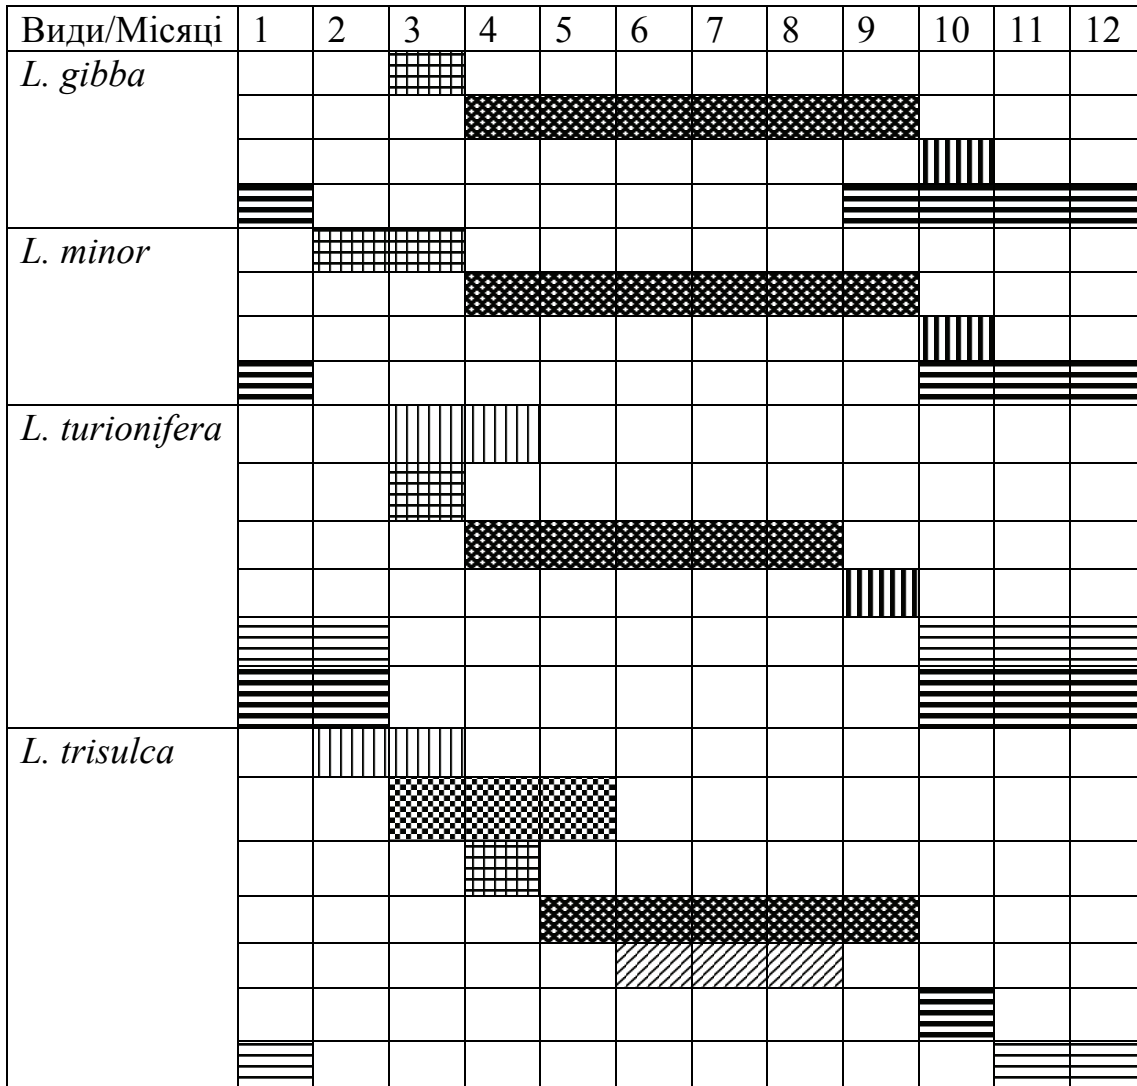 Види/Місяці 1 2 3 4 5 6 7 8 9 10 11 12
L. gibba
L. minor
L. turionifera
L. trisulca